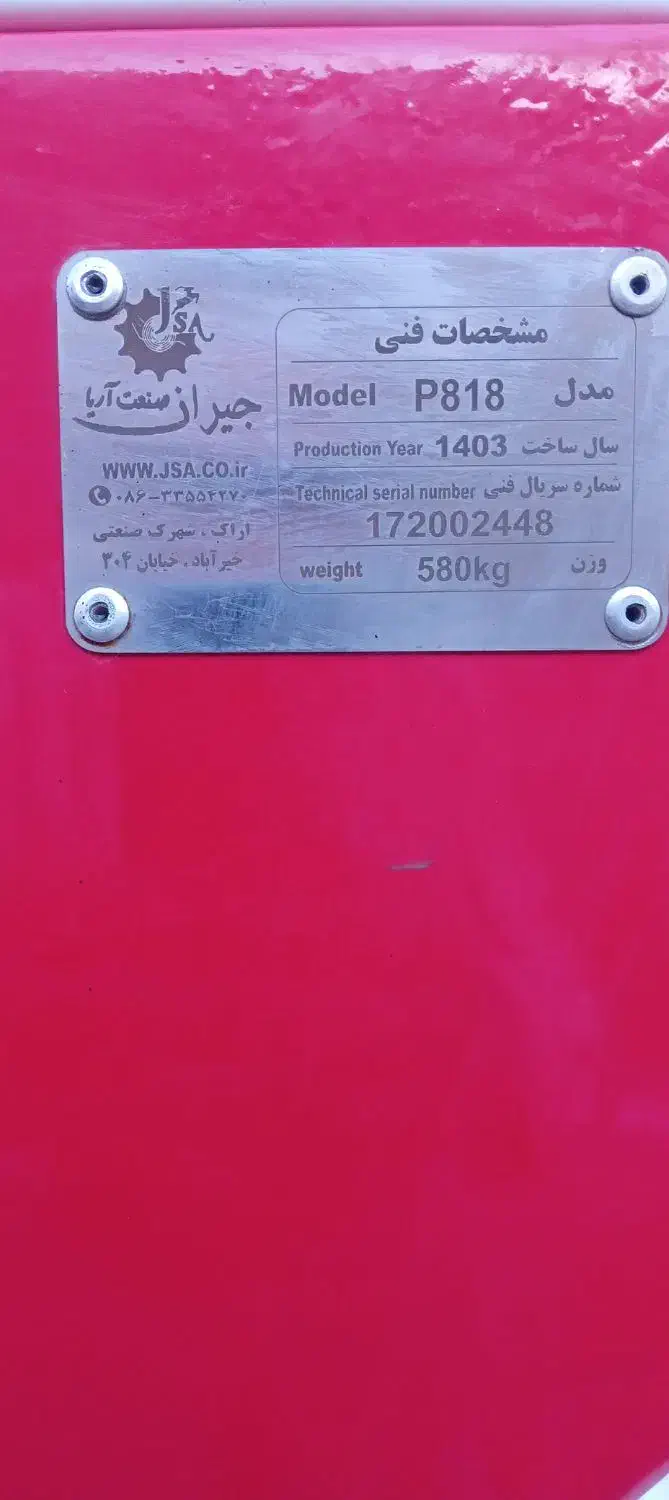 JSA
جیران صنعت آریا
WWW.JSA.CO.ir
۰۸۶-۳۳۵۵۴۲۷۰
اراک ، شهرک صنعتی
خیرآباد ، خیابان ۳۰۴
مشخصات فنی
Model P818 مدل
Production Year 1403 سال ساخت
Technical serial number شماره سریال فنی
172002448
weight 580kg وزن